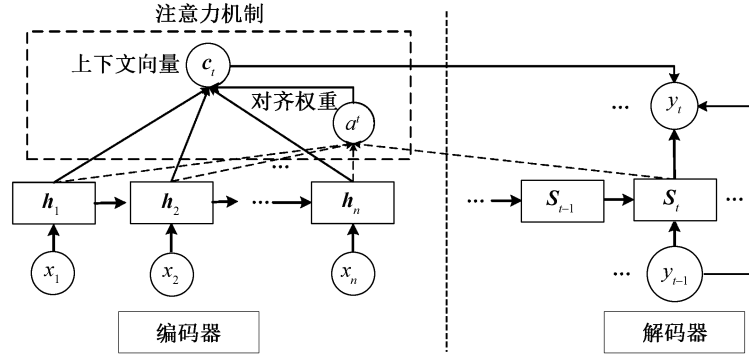 注意力机制
上下文向量 c_t
对齐权重
a^t
... y_t
...
h_1 h_2 ... h_n
... S_{t-1} S_t ...
x_1 x_2 x_n
... y_{t-1}
编码器 解码器